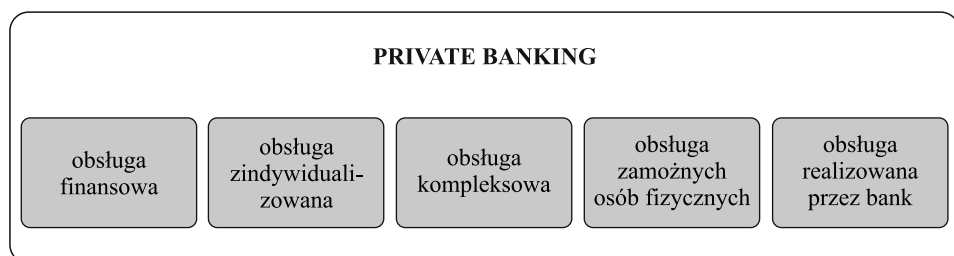 PRIVATE BANKING
obsługa
finansowa
obsługa
zindywiduali-
zowana
obsługa
kompleksowa
obsługa
zamożnych
osób fizycznych
obsługa
realizowana
przez bank